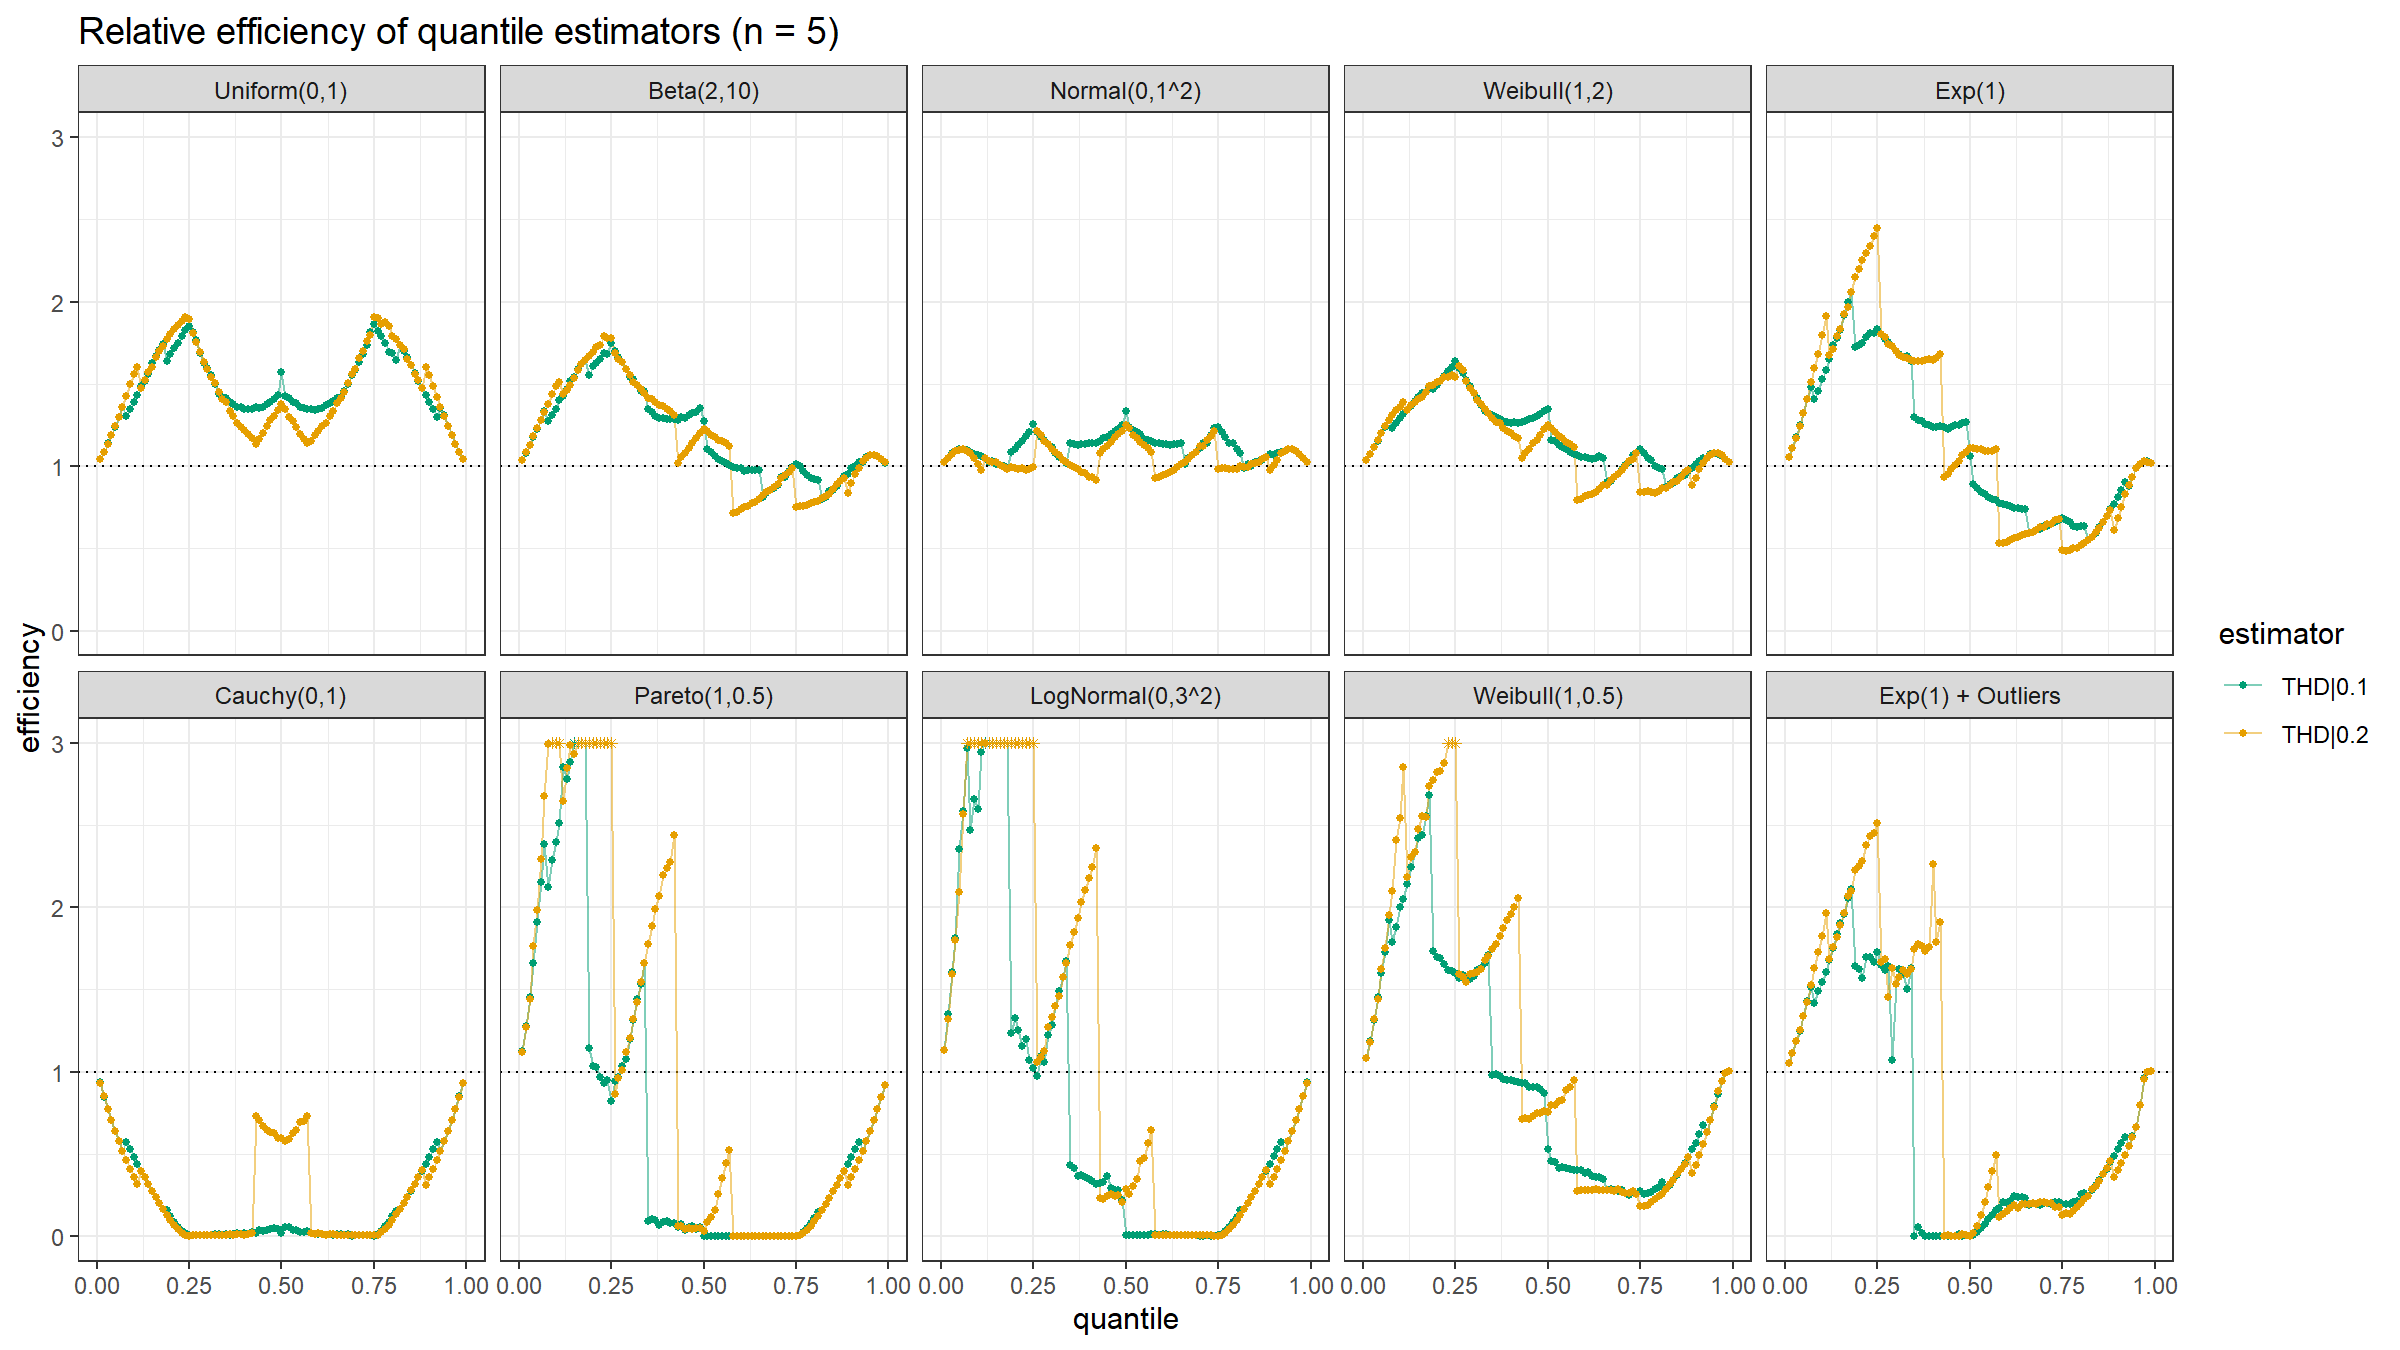 Relative efficiency of quantile estimators (n = 5)
Uniform(0,1) Beta(2,10) Normal(0,1^2) Weibull(1,2) Exp(1)
3
2
1
0
efficiency
Cauchy(0,1) Pareto(1,0.5) LogNormal(0,3^2) Weibull(1,0.5) Exp(1) + Outliers
3
2
1
0
0.00 0.25 0.50 0.75 1.00 0.00 0.25 0.50 0.75 1.00 0.00 0.25 0.50 0.75 1.00 0.00 0.25 0.50 0.75 1.00 0.00 0.25 0.50 0.75 1.00
quantile
estimator
THD|0.1
THD|0.2